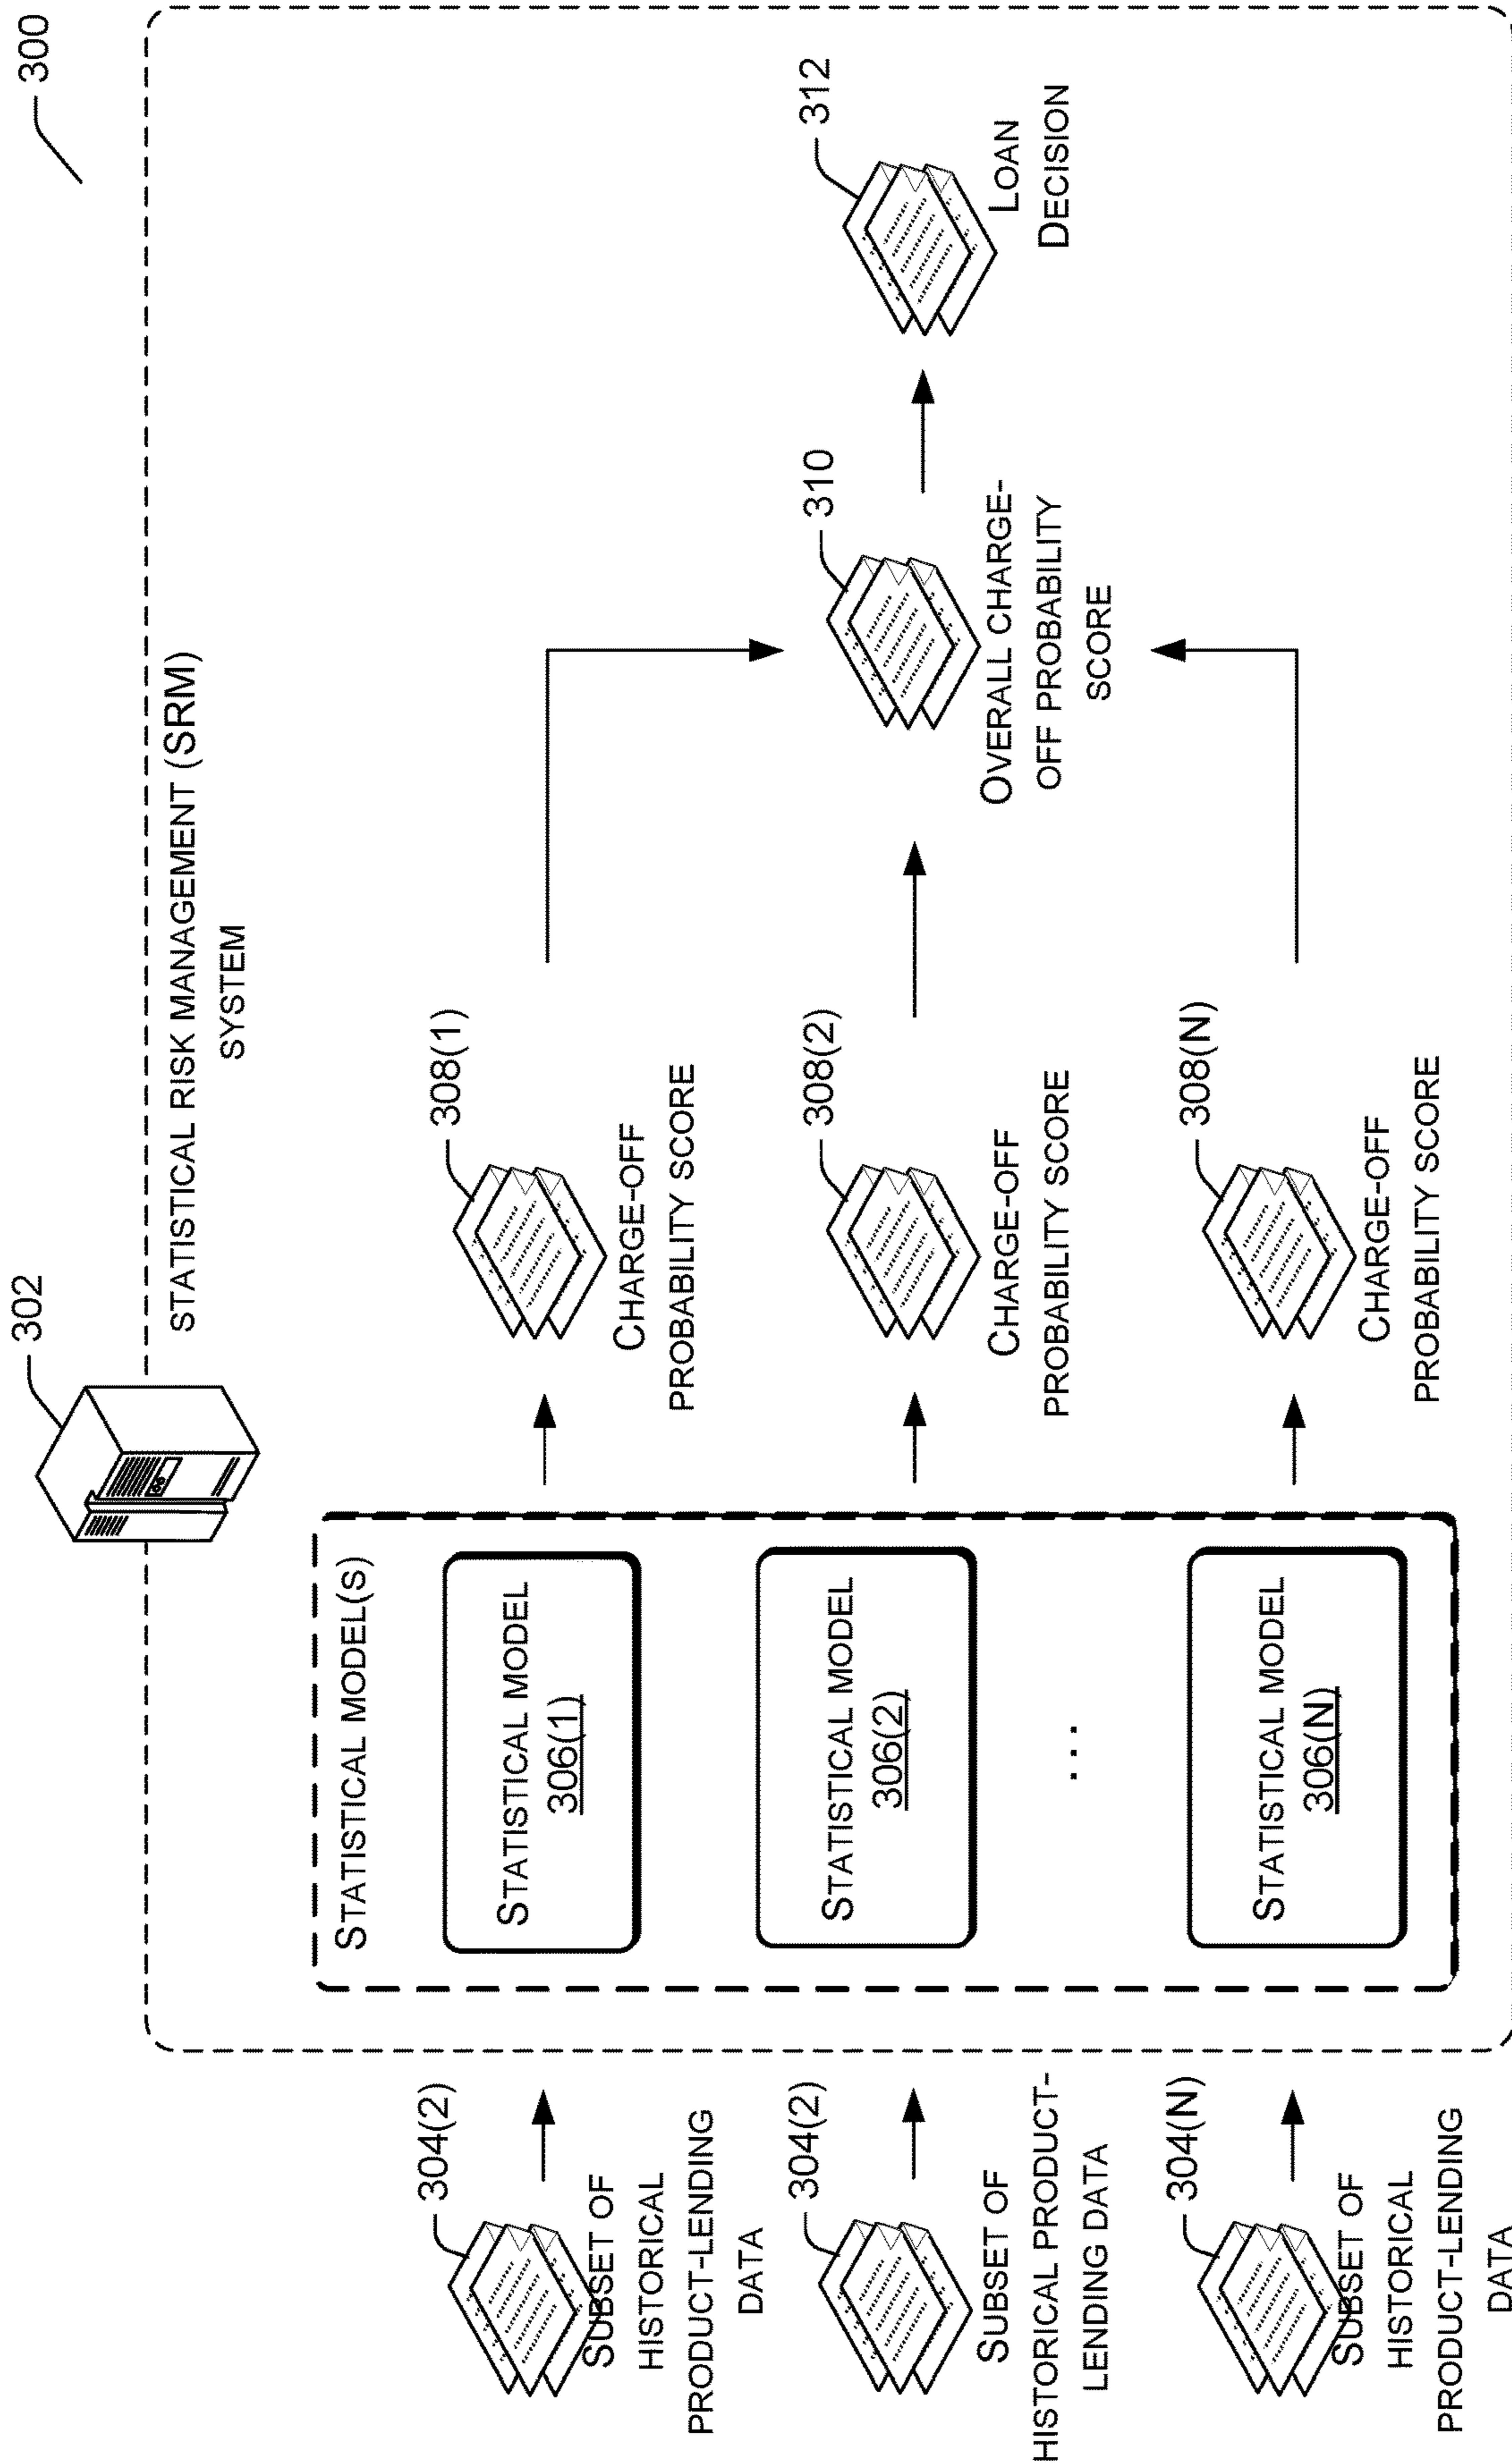 300
302
STATISTICAL RISK MANAGEMENT (SRM)
SYSTEM
STATISTICAL MODEL(S)
304(2)
SUBSET OF
HISTORICAL
PRODUCT-LENDING
DATA
STATISTICAL MODEL
306(1)
308(1)
CHARGE-OFF
PROBABILITY SCORE
304(2)
SUBSET OF
HISTORICAL PRODUCT-
LENDING DATA
STATISTICAL MODEL
306(2)
308(2)
CHARGE-OFF
PROBABILITY SCORE
310
OVERALL CHARGE-
OFF PROBABILITY
SCORE
312
LOAN
DECISION
...
304(N)
SUBSET OF
HISTORICAL
PRODUCT-LENDING
DATA
STATISTICAL MODEL
306(N)
308(N)
CHARGE-OFF
PROBABILITY SCORE